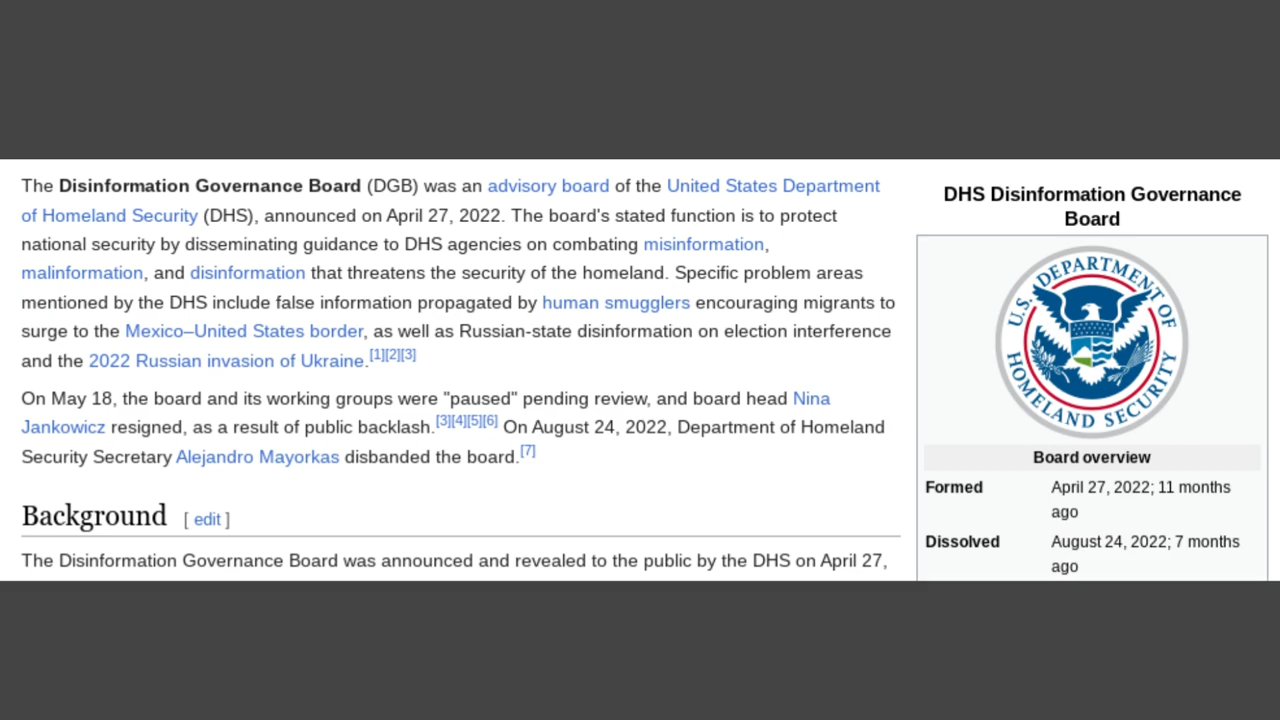 The Disinformation Governance Board (DGB) was an advisory board of the United States Department
of Homeland Security (DHS), announced on April 27, 2022. The board's stated function is to protect
national security by disseminating guidance to DHS agencies on combating misinformation,
malinformation, and disinformation that threatens the security of the homeland. Specific problem areas
mentioned by the DHS include false information propagated by human smugglers encouraging migrants to
surge to the Mexico–United States border, as well as Russian-state disinformation on election interference
and the 2022 Russian invasion of Ukraine.[1][2][3]
On May 18, the board and its working groups were "paused" pending review, and board head Nina
Jankowicz resigned, as a result of public backlash.[3][4][5][6] On August 24, 2022, Department of Homeland
Security Secretary Alejandro Mayorkas disbanded the board.[7]
Background [ edit ]
The Disinformation Governance Board was announced and revealed to the public by the DHS on April 27,
DHS Disinformation Governance
Board
U.S. DEPARTMENT OF
HOMELAND SECURITY
Board overview
Formed April 27, 2022; 11 months
ago
Dissolved August 24, 2022; 7 months
ago